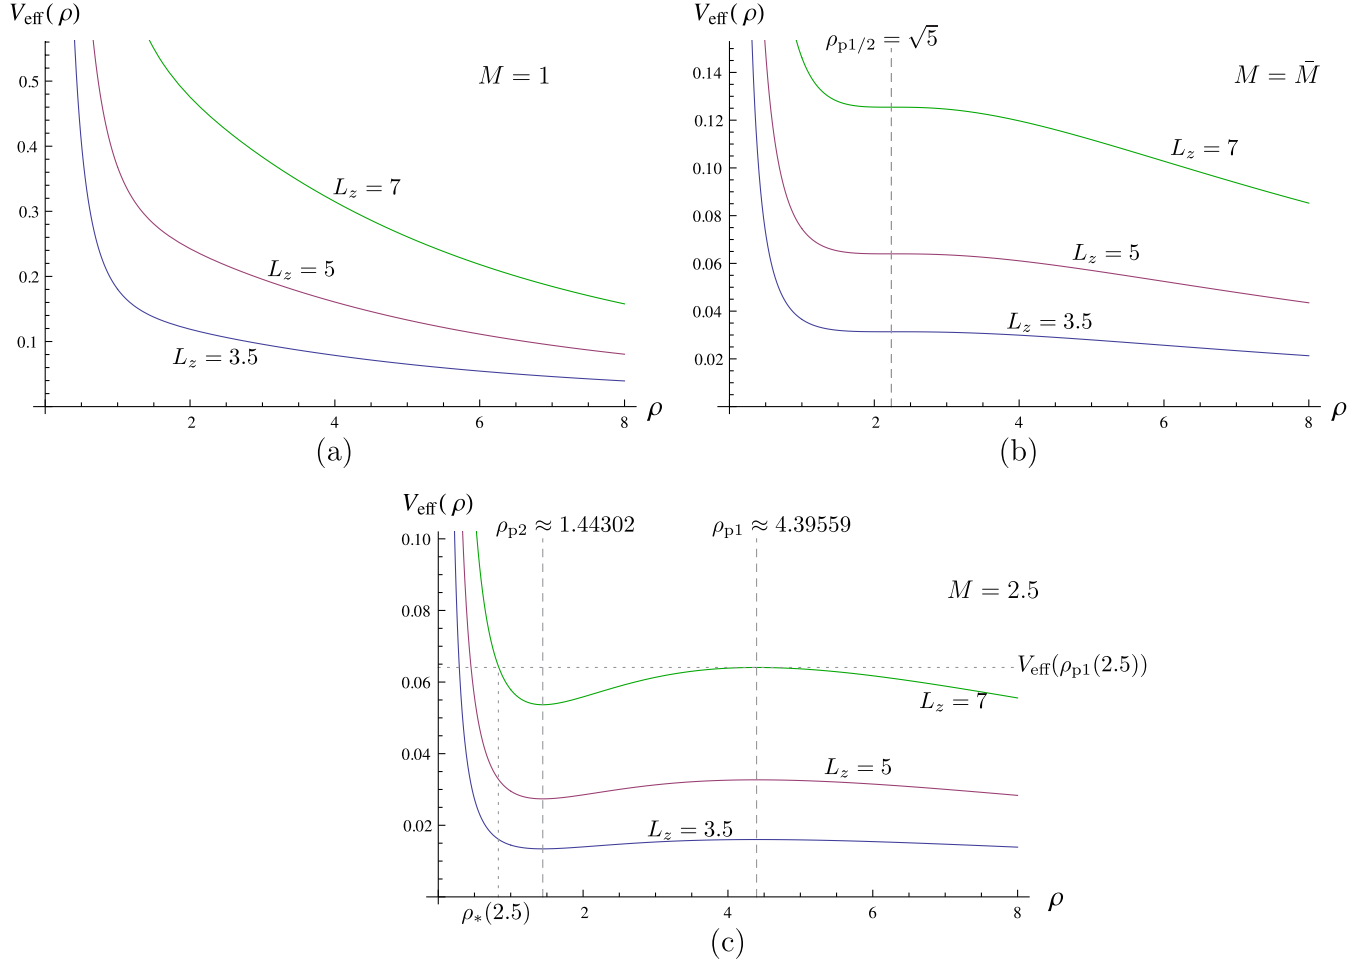 V_eff(ρ)
M = 1
0.5
0.4
L_z = 7
0.3
L_z = 5
0.2
L_z = 3.5
0.1
2 4 6 8 ρ
(a)
V_eff(ρ)
ρ_p1/2 = √5
M = M̄
0.14
0.12
L_z = 7
0.10
0.08
L_z = 5
0.06
0.04
L_z = 3.5
0.02
2 4 6 8 ρ
(b)
V_eff(ρ)
ρ_p2 ≈ 1.44302
ρ_p1 ≈ 4.39559
0.10
M = 2.5
0.08
V_eff(ρ_p1(2.5))
0.06
L_z = 7
0.04
L_z = 5
0.02
L_z = 3.5
ρ_*(2.5) 2 4 6 8 ρ
(c)